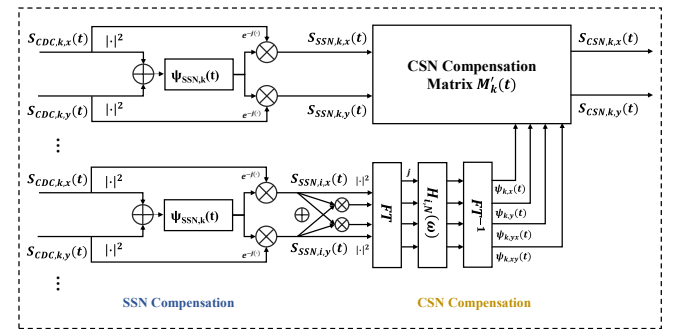 S_{CDC,k,x}(t)
|·|²
e^{-j(·)}
ψ_{SSN,k}(t)
S_{CDC,k,y}(t)
|·|²
e^{-j(·)}
S_{SSN,k,x}(t)
S_{SSN,k,y}(t)
CSN Compensation
Matrix M′_k(t)
S_{CSN,k,x}(t)
S_{CSN,k,y}(t)
⋮
S_{CDC,k,x}(t)
|·|²
e^{-j(·)}
ψ_{SSN,k}(t)
S_{CDC,k,y}(t)
|·|²
e^{-j(·)}
S_{SSN,i,x}(t)
|·|²
S_{SSN,i,y}(t)
|·|²
FT
j
H_{i,N}(ω)
FT⁻¹
ψ_{k,x}(t)
ψ_{k,y}(t)
ψ_{k,yx}(t)
ψ_{k,xy}(t)
⋮
SSN Compensation
CSN Compensation